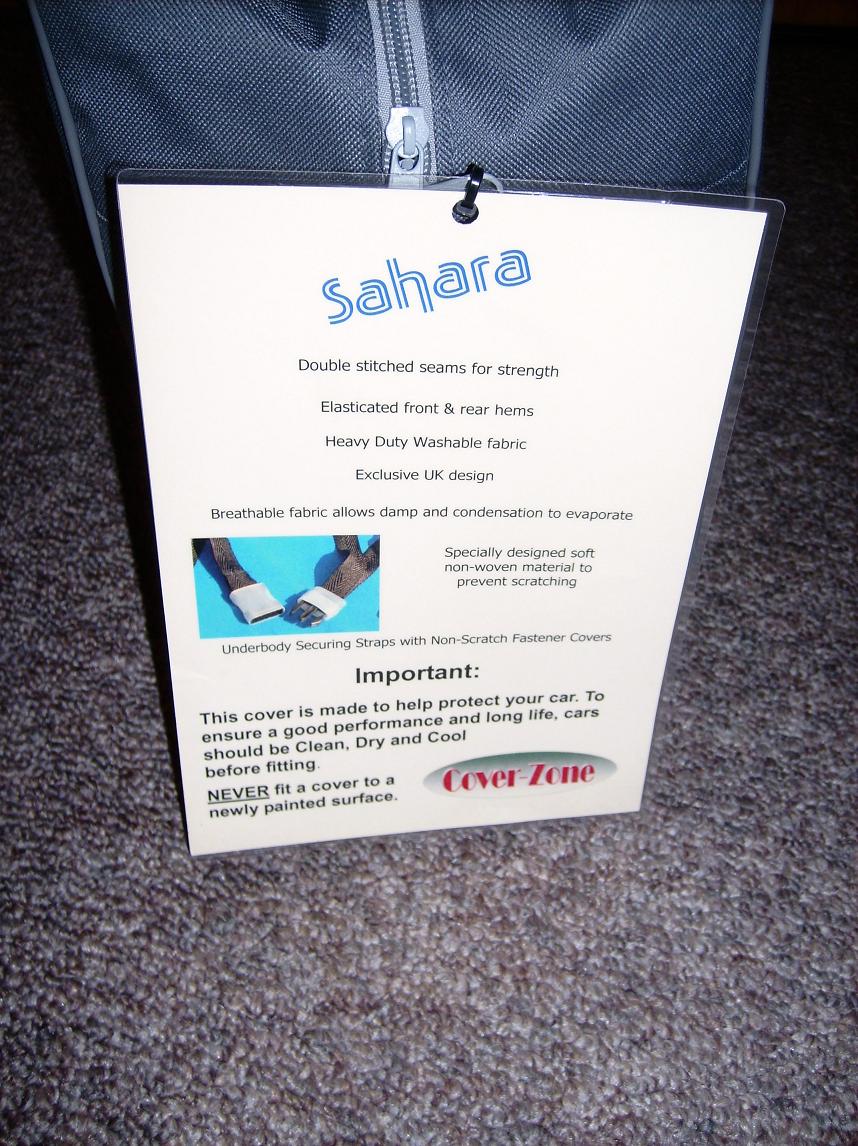 Sahara
Double stitched seams for strength
Elasticated front & rear hems
Heavy Duty Washable fabric
Exclusive UK design
Breathable fabric allows damp and condensation to evaporate
Specially designed soft
non-woven material to
prevent scratching
Underbody Securing Straps with Non-Scratch Fastener Covers
Important:
This cover is made to help protect your car. To
ensure a good performance and long life, cars
should be Clean, Dry and Cool
before fitting.
NEVER fit a cover to a
newly painted surface.
Cover-Zone